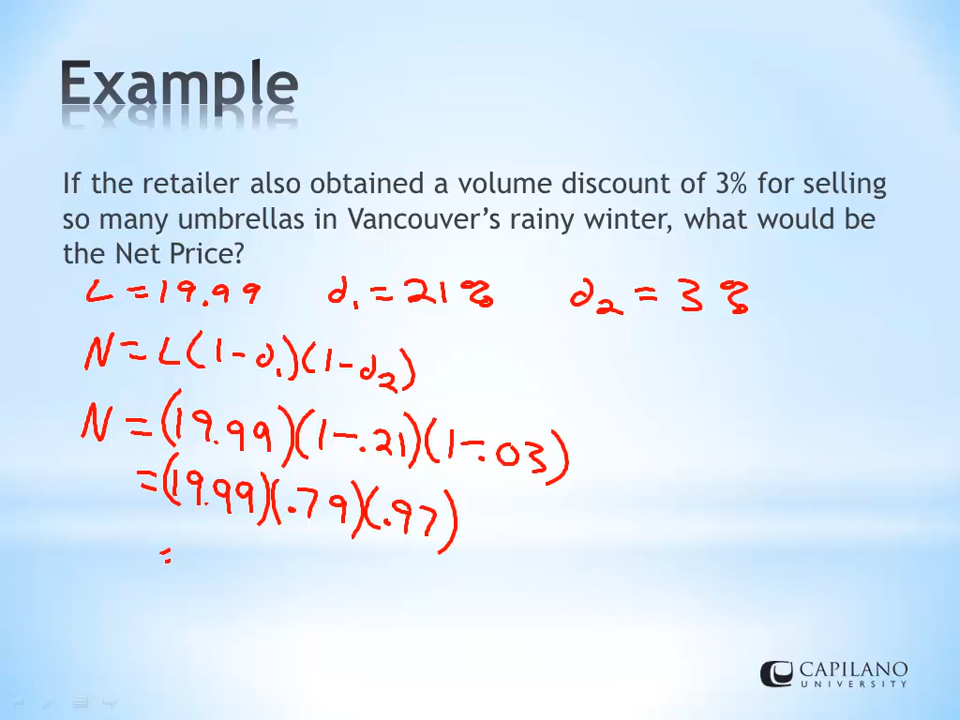 Example
If the retailer also obtained a volume discount of 3% for selling
so many umbrellas in Vancouver's rainy winter, what would be
the Net Price?
L = 19.99 d₁ = 21% d₂ = 3%
N = L(1-d₁)(1-d₂)
N = (19.99)(1-.21)(1-.03)
= (19.99)(.79)(.97)
=
CAPILANO
UNIVERSITY